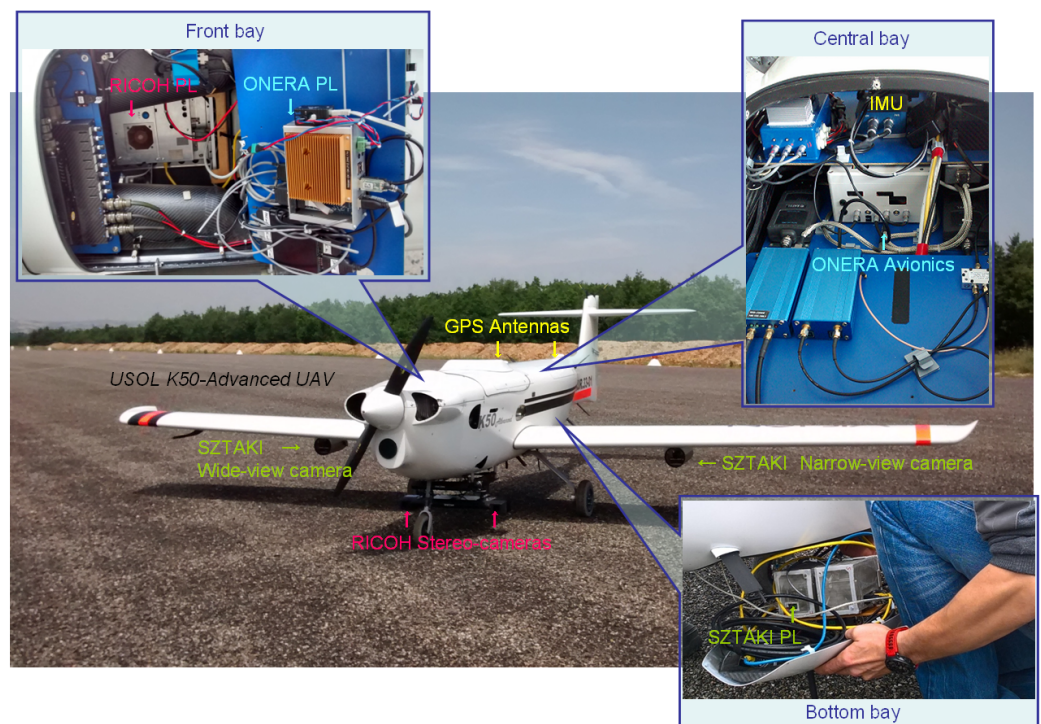 Front bay
RICOH PL
ONERA PL
Central bay
IMU
ONERA Avionics
GPS Antennas
USOL K50-Advanced UAV
K50
SZTAKI →
Wide-view camera
← SZTAKI Narrow-view camera
RICOH Stereo-cameras
SZTAKI PL
Bottom bay